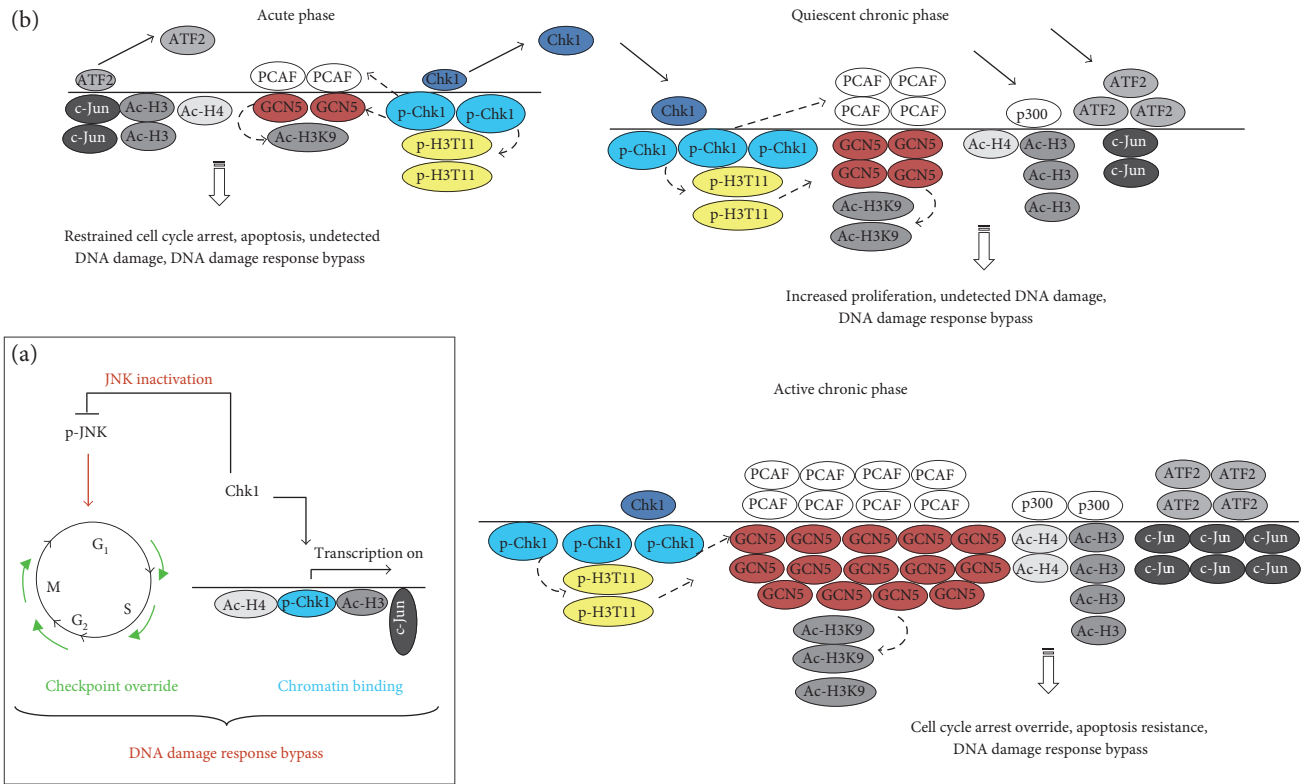 (b)
Acute phase
ATF2
ATF2
c-Jun
c-Jun
Ac-H3
Ac-H3
Ac-H4
PCAF
PCAF
GCN5
GCN5
Ac-H3K9
Chk1
Chk1
p-Chk1
p-Chk1
p-H3T11
p-H3T11
Restrained cell cycle arrest, apoptosis, undetected
DNA damage, DNA damage response bypass
Quiescent chronic phase
Chk1
p-Chk1
p-Chk1
p-Chk1
p-H3T11
p-H3T11
PCAF
PCAF
PCAF
PCAF
GCN5
GCN5
GCN5
GCN5
Ac-H3K9
Ac-H3K9
p300
Ac-H4
Ac-H3
Ac-H3
Ac-H3
ATF2
ATF2
ATF2
c-Jun
c-Jun
Increased proliferation, undetected DNA damage,
DNA damage response bypass
(a)
JNK inactivation
p-JNK
Chk1
G1
M
S
G2
Transcription on
Ac-H4
p-Chk1
Ac-H3
c-Jun
Checkpoint override
Chromatin binding
DNA damage response bypass
Active chronic phase
Chk1
p-Chk1
p-Chk1
p-Chk1
p-H3T11
p-H3T11
PCAF
PCAF
PCAF
PCAF
PCAF
PCAF
PCAF
PCAF
GCN5
GCN5
GCN5
GCN5
GCN5
GCN5
GCN5
GCN5
GCN5
GCN5
GCN5
GCN5
GCN5
GCN5
Ac-H3K9
Ac-H3K9
Ac-H3K9
p300
p300
Ac-H4
Ac-H4
Ac-H3
Ac-H3
Ac-H3
Ac-H3
ATF2
ATF2
ATF2
ATF2
c-Jun
c-Jun
c-Jun
c-Jun
c-Jun
c-Jun
Cell cycle arrest override, apoptosis resistance,
DNA damage response bypass